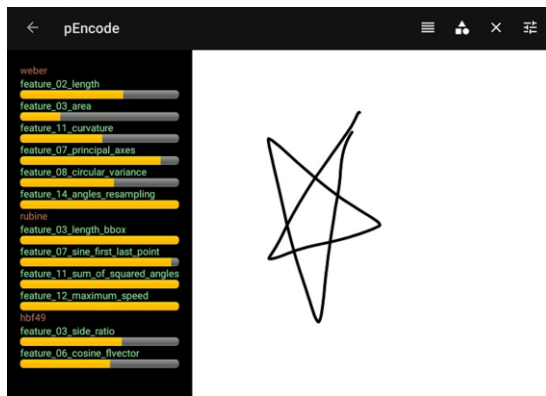 pEncode
weber
feature_02_length
feature_03_area
feature_11_curvature
feature_07_principal_axes
feature_08_circular_variance
feature_14_angles_resampling
rubine
feature_03_length_bbox
feature_07_sine_first_last_point
feature_11_sum_of_squared_angles
feature_12_maximum_speed
hbf49
feature_03_side_ratio
feature_06_cosine_flvector